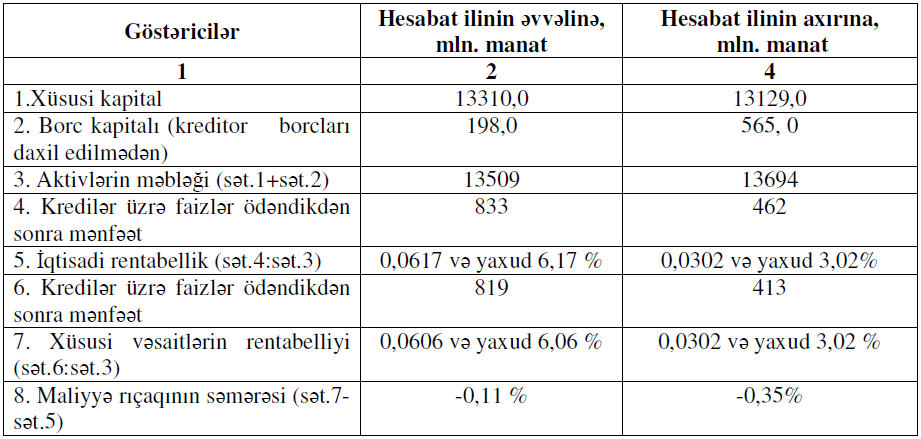 Göstəricilər
Hesabat ilinin əvvəlinə,
mln. manat
Hesabat ilinin axırına,
mln. manat
1
2
4
1.Xüsusi kapital
13310,0
13129,0
2. Borc kapitalı (kreditor borcları
daxil edilmədən)
198,0
565, 0
3. Aktivlərin məbləği (sət.1+sət.2)
13509
13694
4. Kredilər üzrə faizlər ödəndikdən
sonra mənfəət
833
462
5. İqtisadi rentabellik (sət.4:sət.3)
0,0617 və yaxud 6,17 %
0,0302 və yaxud 3,02%
6. Kredilər üzrə faizlər ödəndikdən
sonra mənfəət
819
413
7. Xüsusi vəsaitlərin rentabelliyi
(sət.6:sət.3)
0,0606 və yaxud 6,06 %
0,0302 və yaxud 3,02 %
8. Maliyyə rıçaqının səmərəsi (sət.7-
sət.5)
-0,11 %
-0,35%